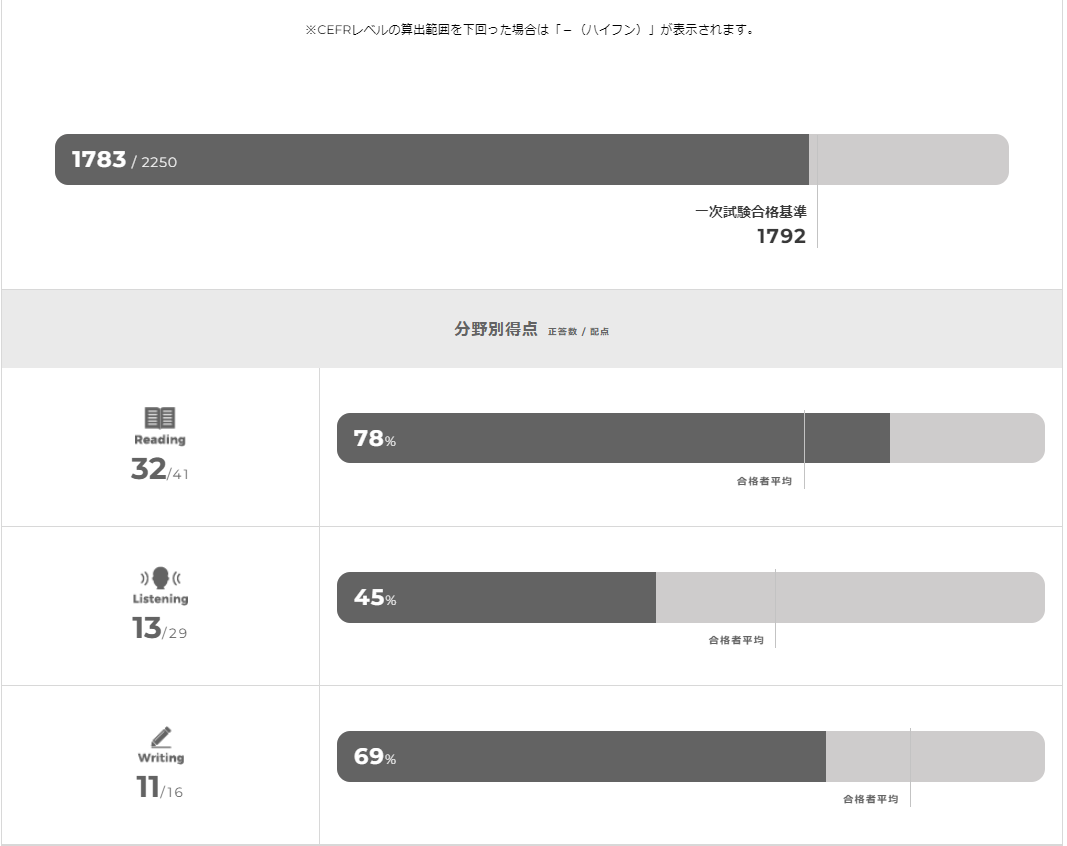 ※CEFRレベルの算出範囲を下回った場合は「－（ハイフン）」が表示されます。
1783 / 2250
一次試験合格基準
1792
分野別得点 正答数 / 配点
Reading
32/41
78%
合格者平均
Listening
13/29
45%
合格者平均
Writing
11/16
69%
合格者平均